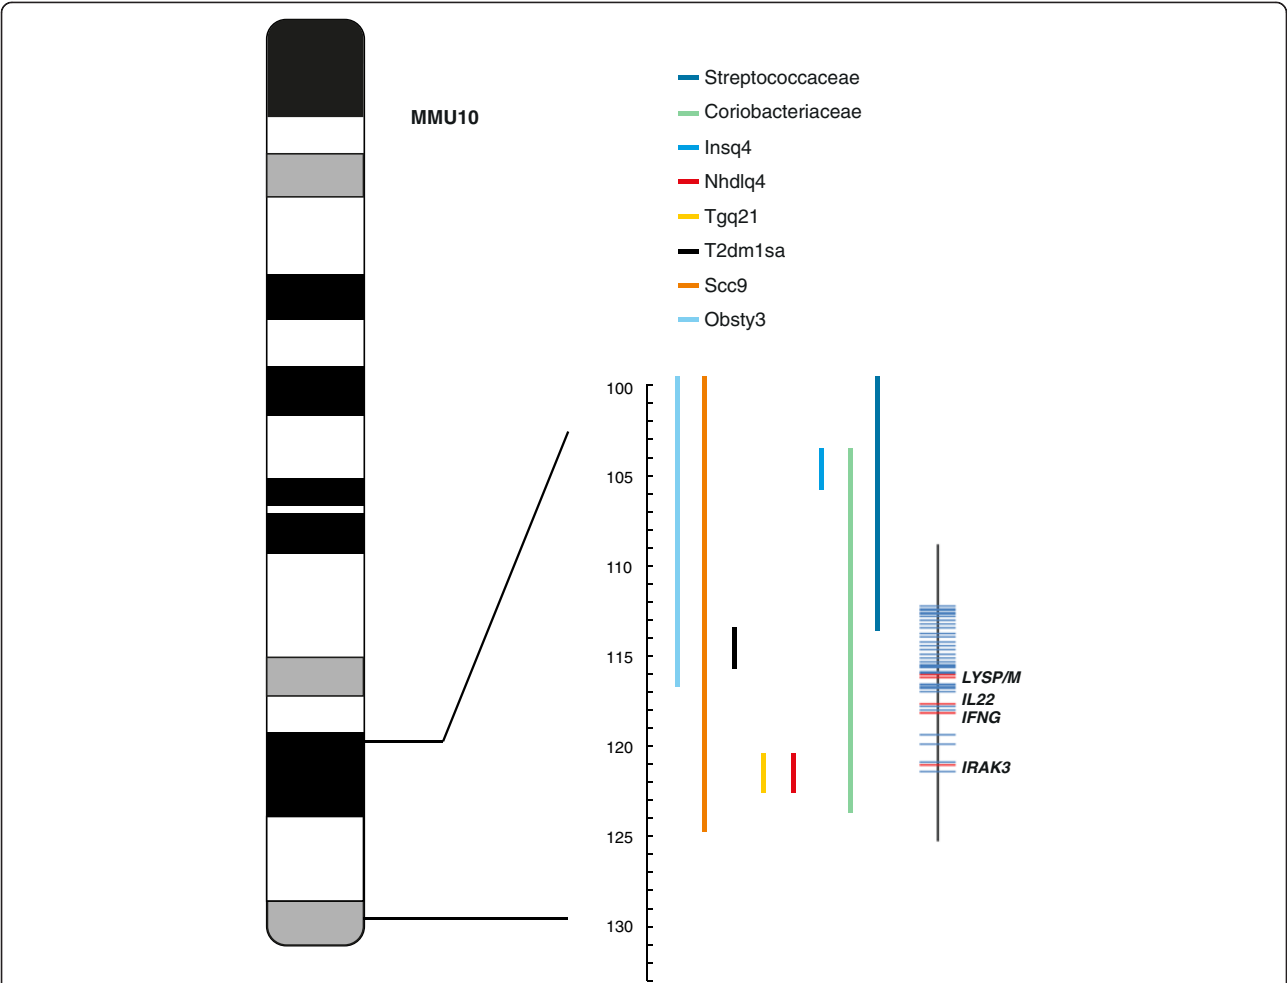 MMU10
Streptococcaceae
Coriobacteriaceae
Insq4
Nhdlq4
Tgq21
T2dm1sa
Scc9
Obsty3
100
105
110
115
120
125
130
LYSP/M
IL22
IFNG
IRAK3